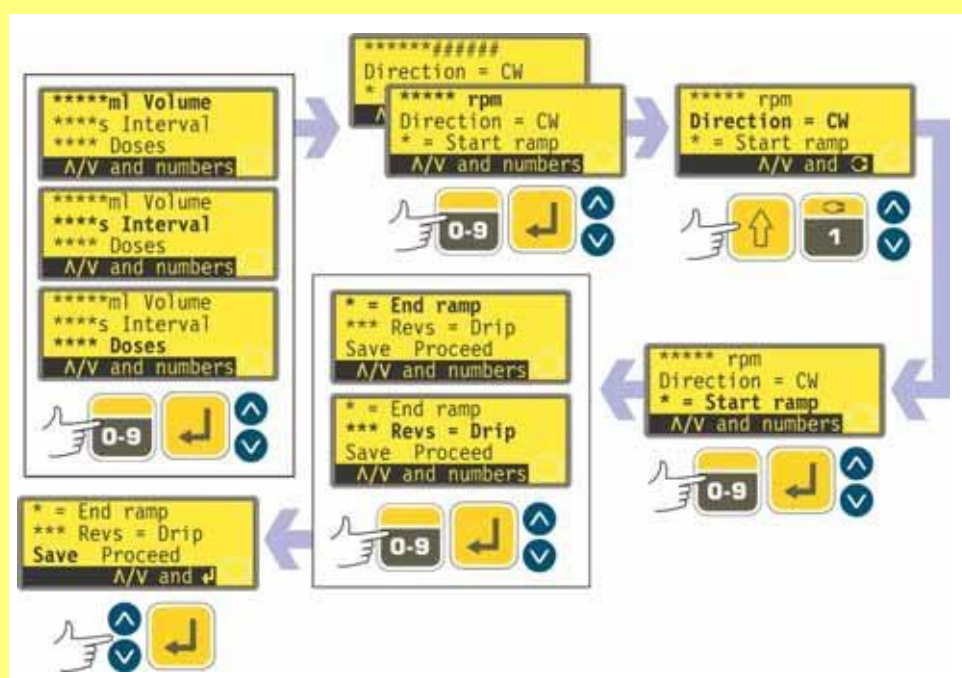 *****ml Volume
****s Interval
**** Doses
Λ/V and numbers
*****ml Volume
****s Interval
**** Doses
Λ/V and numbers
*****ml Volume
****s Interval
**** Doses
Λ/V and numbers
0-9
******######
Direction = CW
*
Λ
***** rpm
Direction = CW
* = Start ramp
Λ/V and numbers
0-9
***** rpm
Direction = CW
* = Start ramp
Λ/V and
1
***** rpm
Direction = CW
* = Start ramp
Λ/V and numbers
0-9
* = End ramp
*** Revs = Drip
Save Proceed
Λ/V and numbers
* = End ramp
*** Revs = Drip
Save Proceed
Λ/V and numbers
0-9
* = End ramp
*** Revs = Drip
Save Proceed
Λ/V and ↵